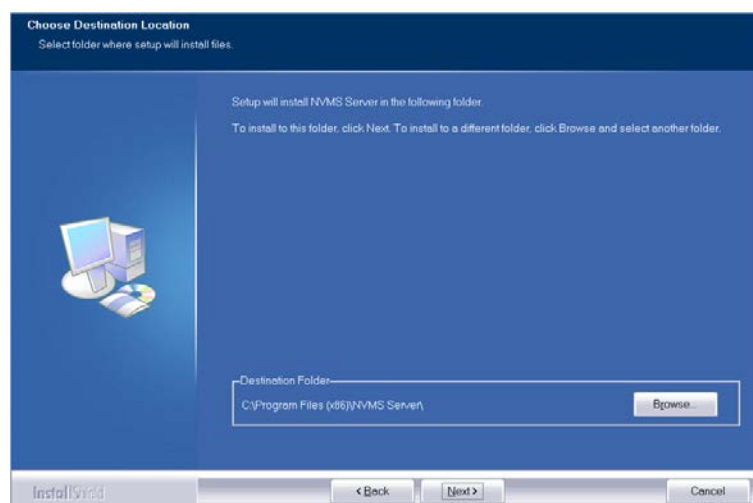 Choose Destination Location
Select folder where setup will install files.
Setup will install NVMS Server in the following folder.
To install to this folder, click Next. To install to a different folder, click Browse and select another folder.
Destination Folder
C:\Program Files (x86)\NVMS Server\
Browse...
InstallShield
< Back
Next >
Cancel